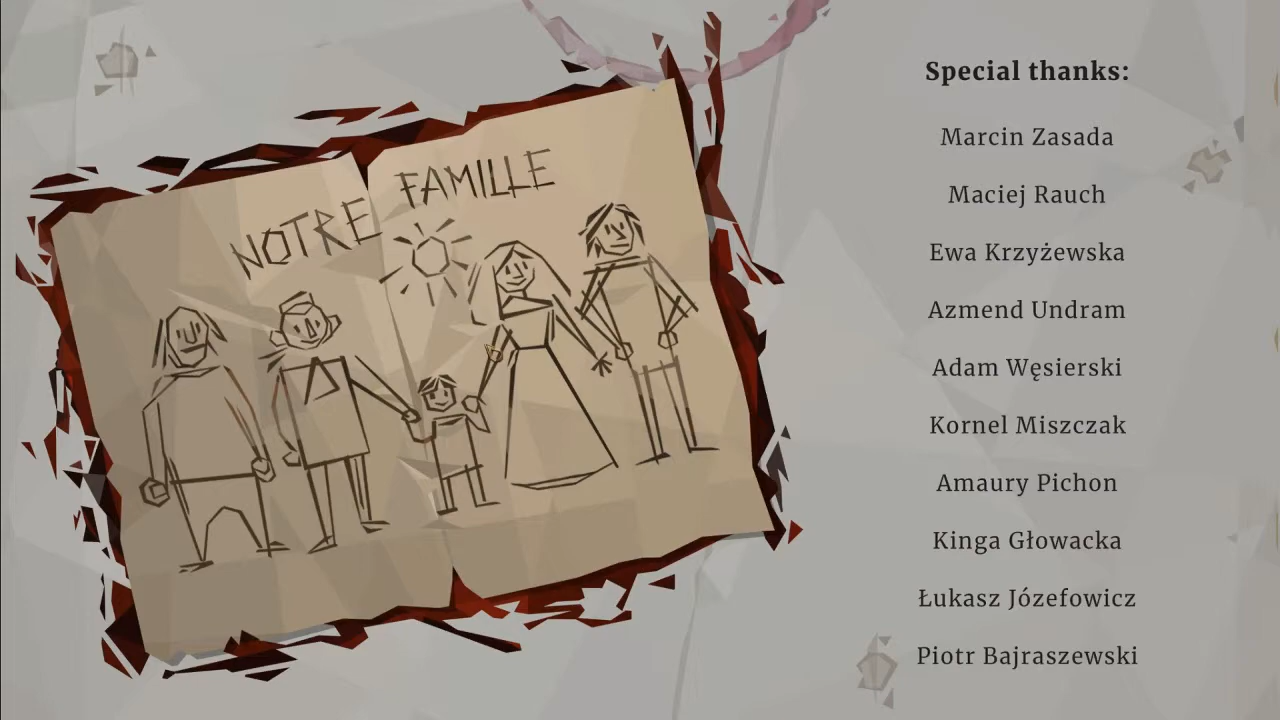 NOTRE FAMILLE
Special thanks:
Marcin Zasada
Maciej Rauch
Ewa Krzyżewska
Azmend Undram
Adam Węsierski
Kornel Miszczak
Amaury Pichon
Kinga Głowacka
Łukasz Józefowicz
Piotr Bajraszewski